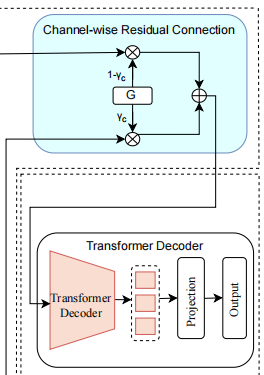 Channel-wise Residual Connection
1-γc
G
γc
Transformer Decoder
Transformer
Decoder
Projection
Output